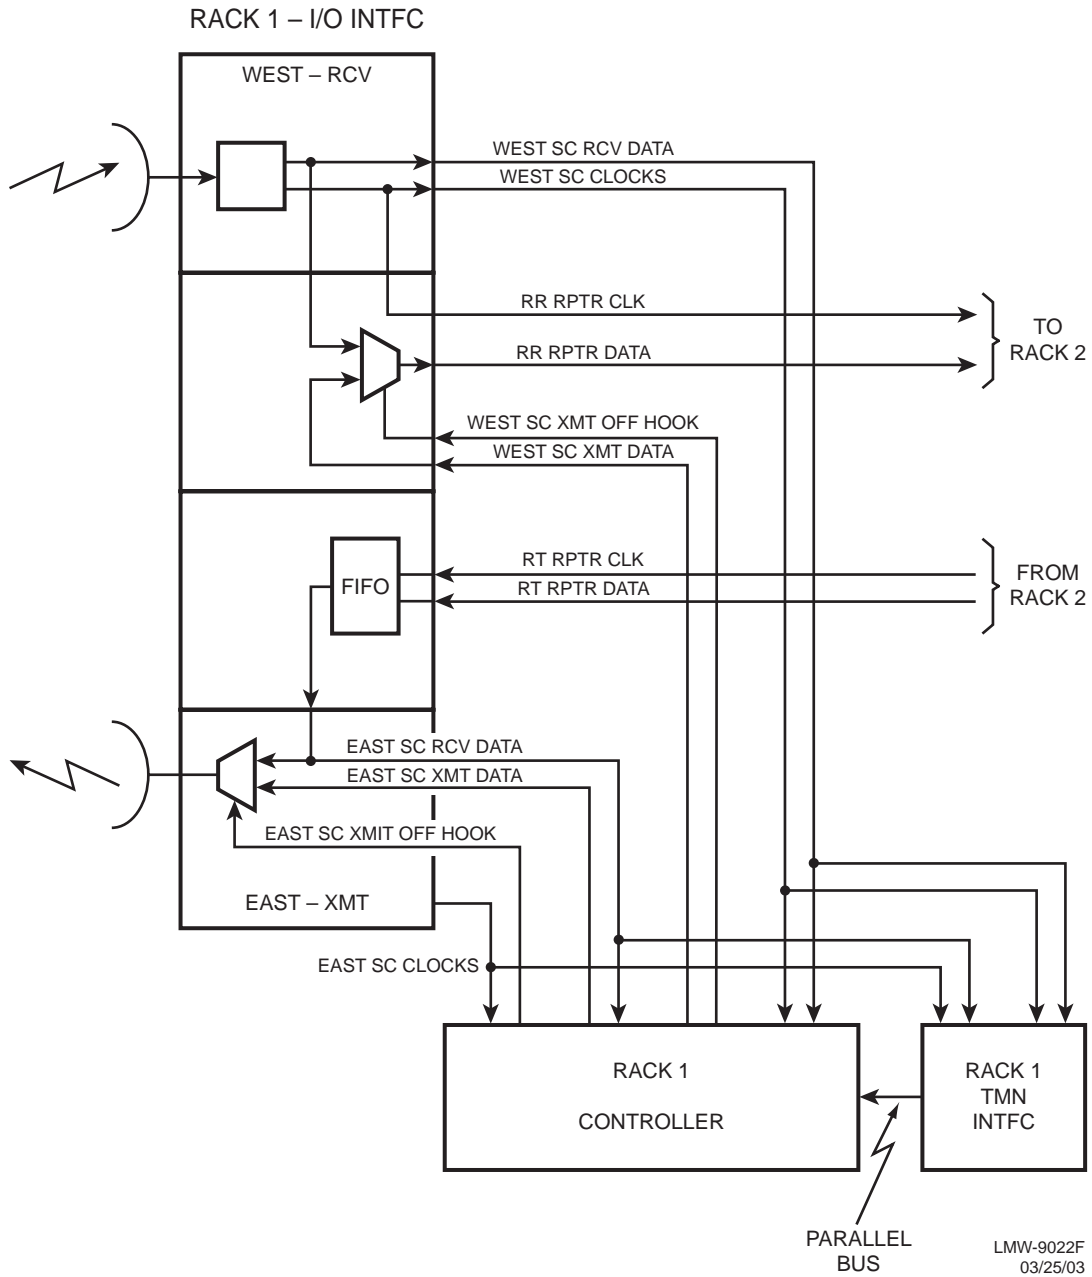 RACK 1 – I/O INTFC
WEST – RCV
WEST SC RCV DATA
WEST SC CLOCKS
RR RPTR CLK
RR RPTR DATA
TO
RACK 2
WEST SC XMT OFF HOOK
WEST SC XMT DATA
FIFO
RT RPTR CLK
RT RPTR DATA
FROM
RACK 2
EAST SC RCV DATA
EAST SC XMT DATA
EAST SC XMIT OFF HOOK
EAST – XMT
EAST SC CLOCKS
RACK 1
CONTROLLER
RACK 1
TMN
INTFC
PARALLEL
BUS
LMW-9022F
03/25/03